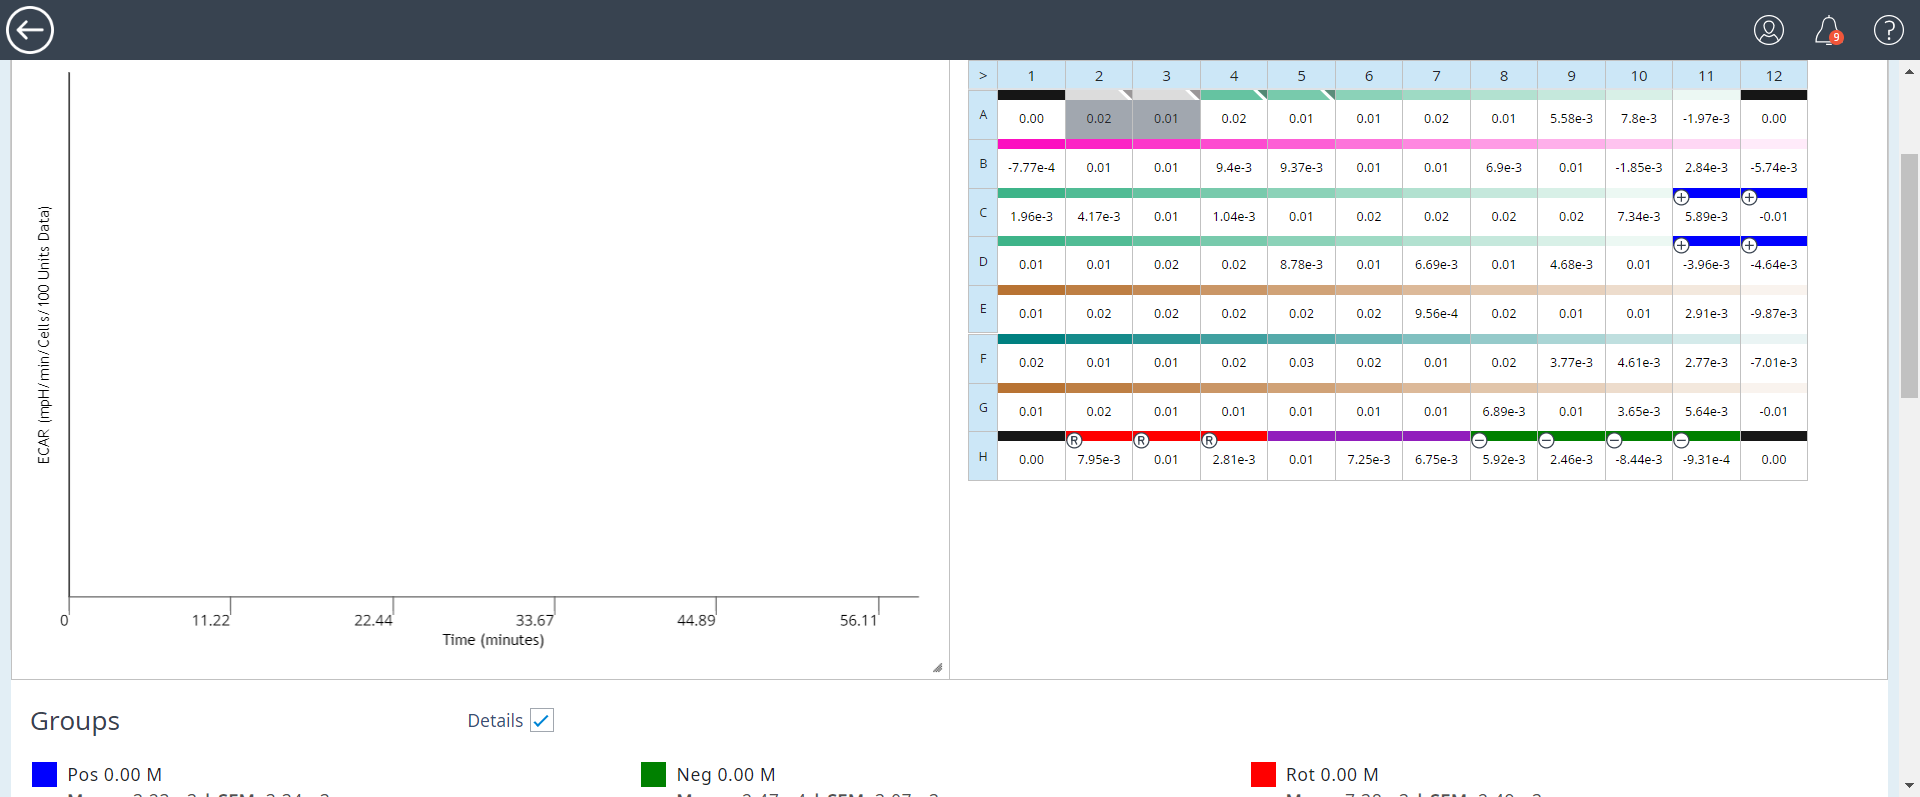 9 ?
ECAR (mpH/min/Cells/100 Units Data)
0 11.22 22.44 33.67 44.89 56.11
Time (minutes)
> 1 2 3 4 5 6 7 8 9 10 11 12
A 0.00 0.02 0.01 0.02 0.01 0.01 0.02 0.01 5.58e-3 7.8e-3 -1.97e-3 0.00
B -7.77e-4 0.01 0.01 9.4e-3 9.37e-3 0.01 0.01 6.9e-3 0.01 -1.85e-3 2.84e-3 -5.74e-3
+ +
C 1.96e-3 4.17e-3 0.01 1.04e-3 0.01 0.02 0.02 0.02 0.02 7.34e-3 5.89e-3 -0.01
+ +
D 0.01 0.01 0.02 0.02 8.78e-3 0.01 6.69e-3 0.01 4.68e-3 0.01 -3.96e-3 -4.64e-3
E 0.01 0.02 0.02 0.02 0.02 0.02 9.56e-4 0.02 0.01 0.01 2.91e-3 -9.87e-3
F 0.02 0.01 0.01 0.02 0.03 0.02 0.01 0.02 3.77e-3 4.61e-3 2.77e-3 -7.01e-3
G 0.01 0.02 0.01 0.01 0.01 0.01 0.01 6.89e-3 0.01 3.65e-3 5.64e-3 -0.01
R R R − − − −
H 0.00 7.95e-3 0.01 2.81e-3 0.01 7.25e-3 6.75e-3 5.92e-3 2.46e-3 -8.44e-3 -9.31e-4 0.00
Groups Details
Pos 0.00 M Neg 0.00 M Rot 0.00 M